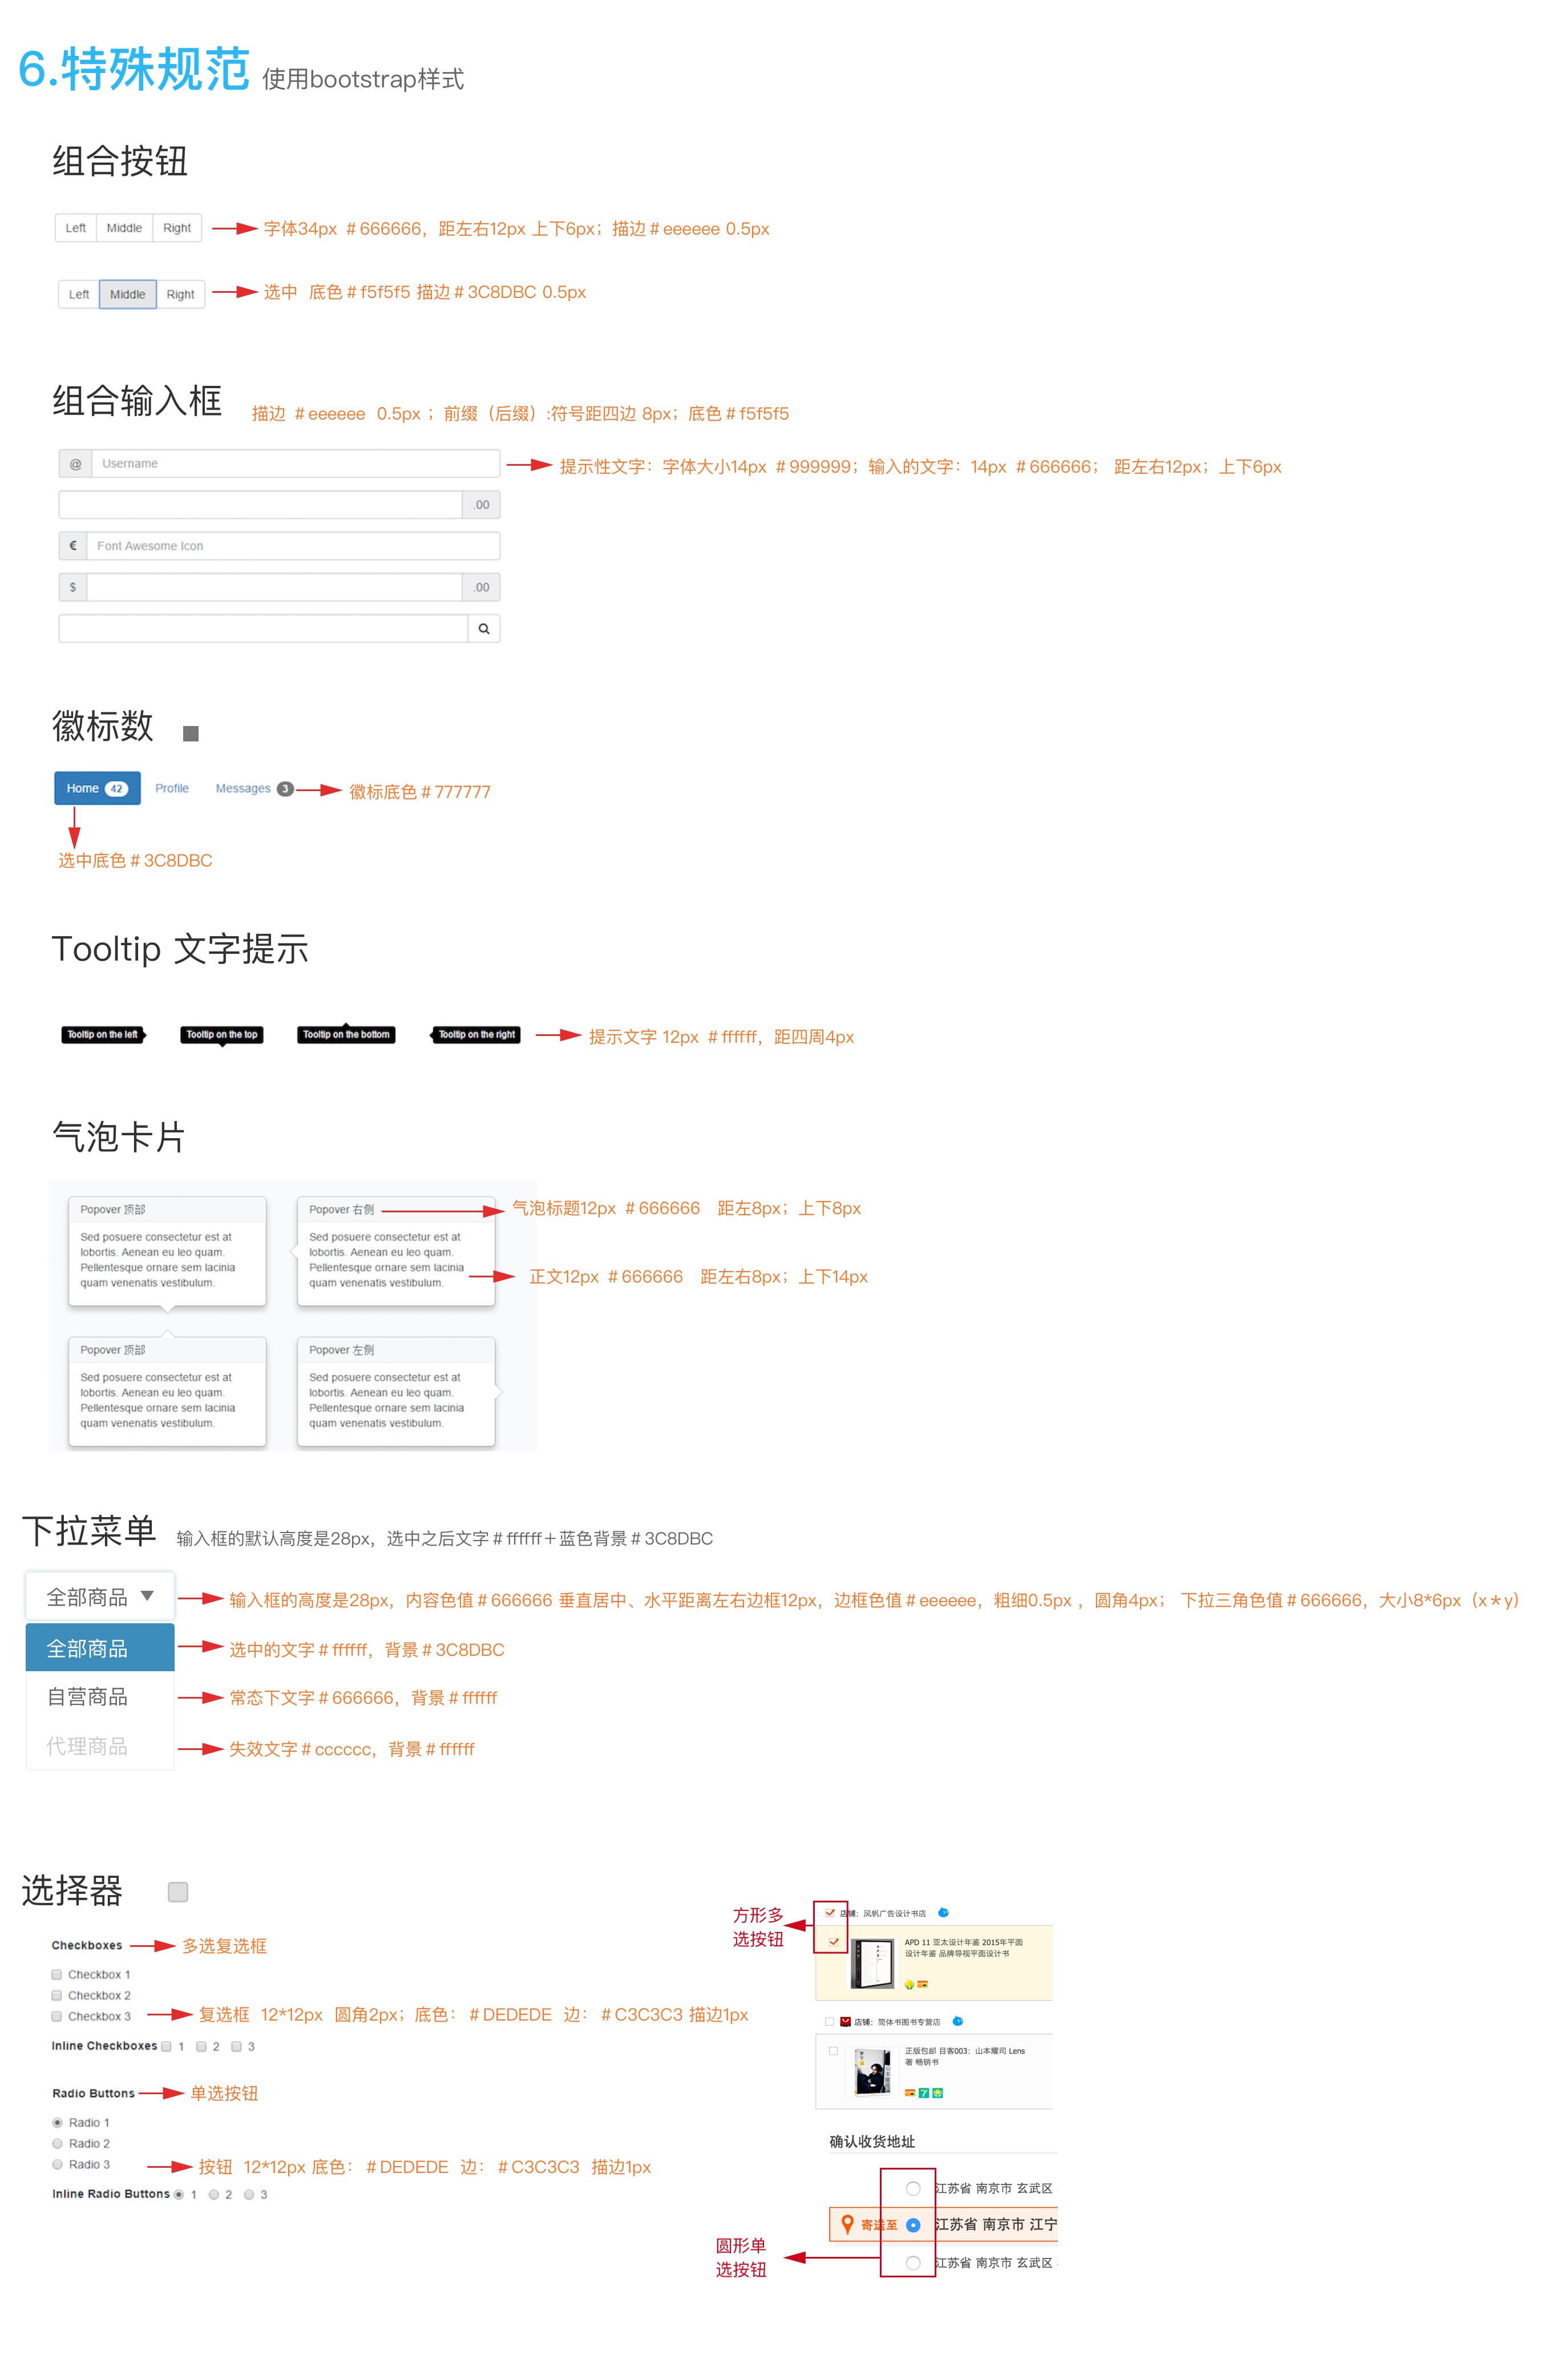 6.特殊规范 使用bootstrap样式
组合按钮
Left Middle Right 字体34px #666666，距左右12px 上下6px；描边#eeeeee 0.5px
Left Middle Right 选中 底色#f5f5f5 描边#3C8DBC 0.5px
组合输入框 描边 #eeeeee 0.5px ；前缀（后缀）:符号距四边 8px；底色#f5f5f5
@ Username 提示性文字：字体大小14px #999999；输入的文字：14px #666666； 距左右12px；上下6px
.00
€ Font Awesome Icon
$ .00
徽标数
Home 42 Profile Messages 3 徽标底色#777777
选中底色#3C8DBC
Tooltip 文字提示
Tooltip on the left Tooltip on the top Tooltip on the bottom Tooltip on the right 提示文字 12px #ffffff，距四周4px
气泡卡片
Popover 顶部 Popover 右侧 气泡标题12px #666666 距左8px；上下8px
Sed posuere consectetur est at Sed posuere consectetur est at
lobortis. Aenean eu leo quam. lobortis. Aenean eu leo quam.
Pellentesque ornare sem lacinia Pellentesque ornare sem lacinia
quam venenatis vestibulum. quam venenatis vestibulum. 正文12px #666666 距左右8px；上下14px
Popover 顶部 Popover 左侧
Sed posuere consectetur est at Sed posuere consectetur est at
lobortis. Aenean eu leo quam. lobortis. Aenean eu leo quam.
Pellentesque ornare sem lacinia Pellentesque ornare sem lacinia
quam venenatis vestibulum. quam venenatis vestibulum.
下拉菜单 输入框的默认高度是28px，选中之后文字#ffffff＋蓝色背景#3C8DBC
全部商品 输入框的高度是28px，内容色值#666666 垂直居中、水平距离左右边框12px，边框色值#eeeeee，粗细0.5px ，圆角4px； 下拉三角色值#666666，大小8*6px（x＊y）
全部商品 选中的文字#ffffff，背景#3C8DBC
自营商品 常态下文字#666666，背景#ffffff
代理商品 失效文字#cccccc，背景#ffffff
选择器
Checkboxes 多选复选框
Checkbox 1
Checkbox 2
Checkbox 3 复选框 12*12px 圆角2px；底色：#DEDEDE 边：#C3C3C3 描边1px
Inline Checkboxes 1 2 3
Radio Buttons 单选按钮
Radio 1
Radio 2
Radio 3 按钮 12*12px 底色：#DEDEDE 边：#C3C3C3 描边1px
Inline Radio Buttons 1 2 3
方形多
选按钮
店铺：风帆广告设计书店
APD 11 亚太设计年鉴 2015年平面
设计年鉴 品牌导视平面设计书
店铺：简体书图书专营店
正版包邮 目客003：山本耀司 Lens
著 畅销书
7
确认收货地址
江苏省 南京市 玄武区
寄送至 江苏省 南京市 江宁
江苏省 南京市 玄武区
圆形单
选按钮